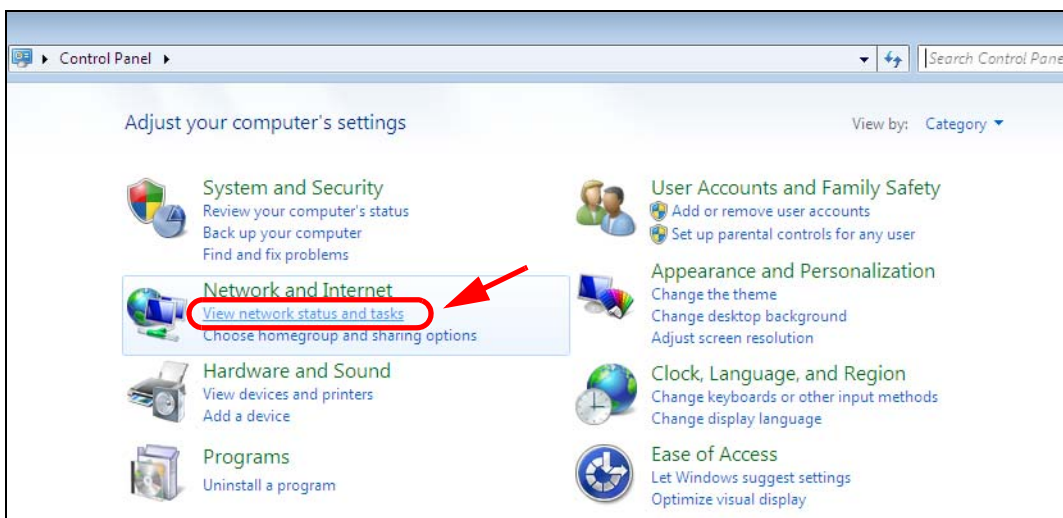 Control Panel
Search Control Pane
Adjust your computer's settings
View by: Category
System and Security
Review your computer's status
Back up your computer
Find and fix problems
Network and Internet
View network status and tasks
Choose homegroup and sharing options
Hardware and Sound
View devices and printers
Add a device
Programs
Uninstall a program
User Accounts and Family Safety
Add or remove user accounts
Set up parental controls for any user
Appearance and Personalization
Change the theme
Change desktop background
Adjust screen resolution
Clock, Language, and Region
Change keyboards or other input methods
Change display language
Ease of Access
Let Windows suggest settings
Optimize visual display